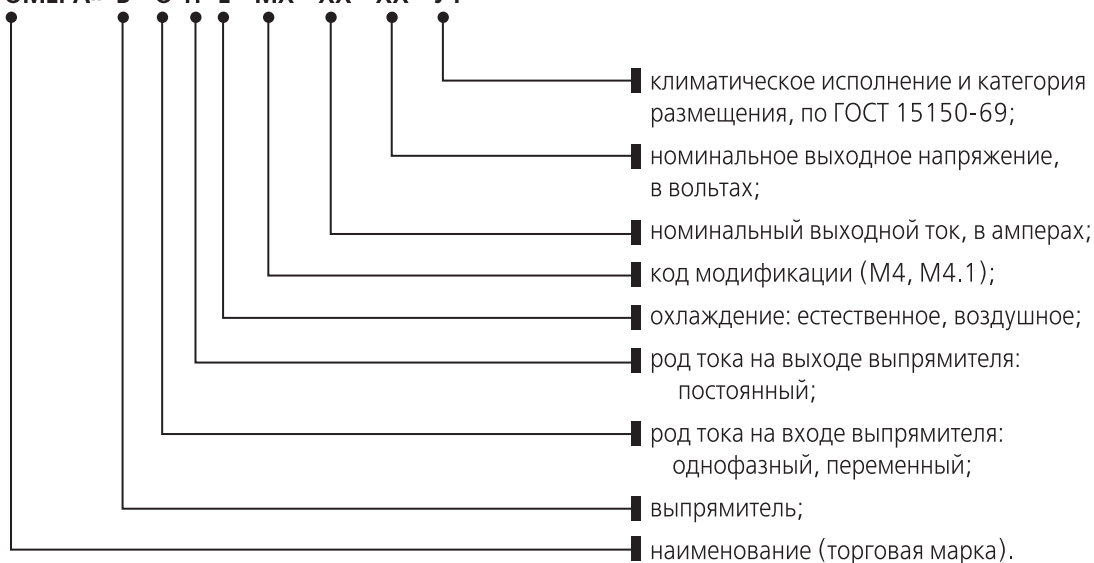 климатическое исполнение и категория
размещения, по ГОСТ 15150-69;
номинальное выходное напряжение,
в вольтах;
номинальный выходной ток, в амперах;
код модификации (М4, М4.1);
охлаждение: естественное, воздушное;
род тока на выходе выпрямителя:
постоянный;
род тока на входе выпрямителя:
однофазный, переменный;
выпрямитель;
наименование (торговая марка).